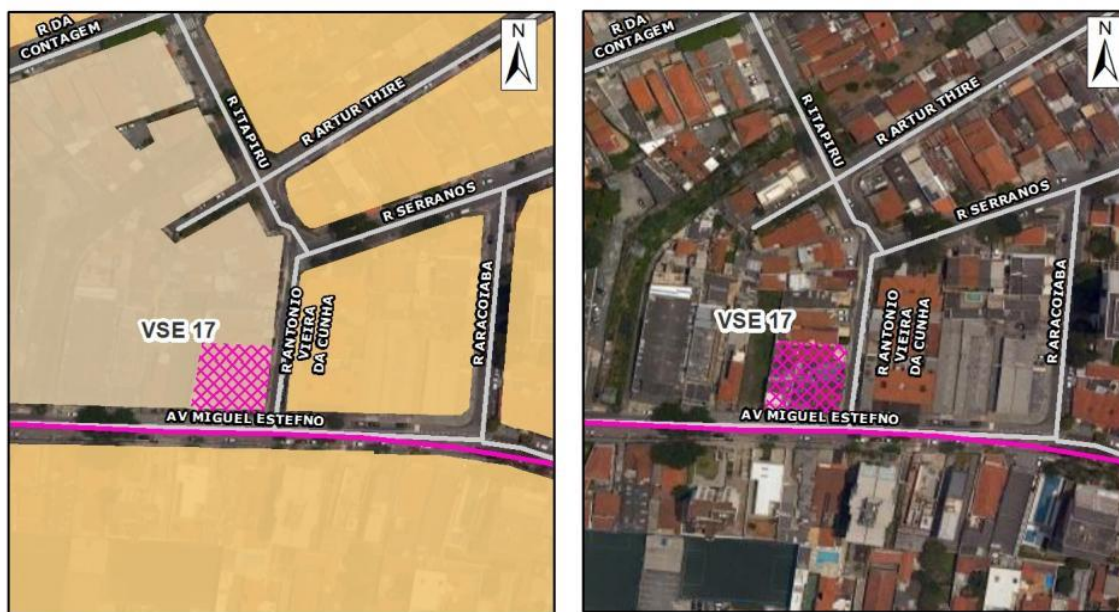 R DA
CONTAGEM
N
R ITAPIRU
R ARTUR THIRE
R SERRANOS
VSE 17
R ANTONIO
VIEIRA
DA CUNHA
R ARACOIABA
AV MIGUEL ESTEFNO
R DA
CONTAGEM
N
R ITAPIRU
R ARTUR THIRE
R SERRANOS
VSE 17
R ANTONIO
VIEIRA
DA CUNHA
R ARACOIABA
AV MIGUEL ESTEFNO